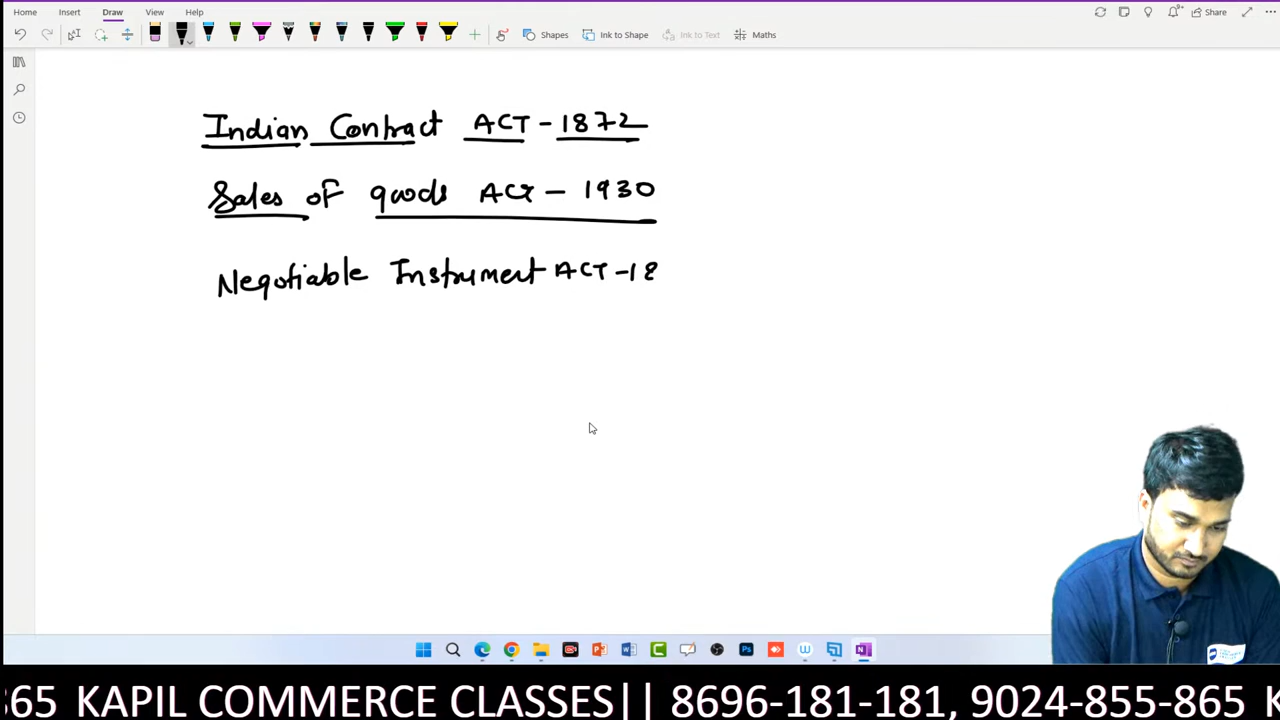 Home Insert Draw View Help
Share
Shapes Ink to Shape Ink to Text Maths
Indian Contract ACT - 1872
Sales of goods ACT - 1930
Negotiable Instrument ACT - 18
365 KAPIL COMMERCE CLASSES|| 8696-181-181, 9024-855-865 K